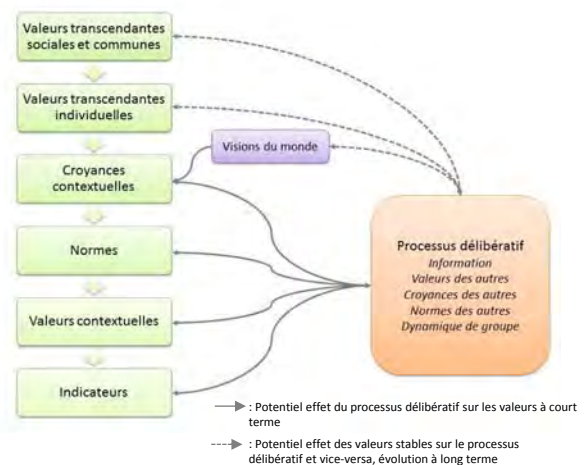 Valeurs transcendantes
sociales et communes
Valeurs transcendantes
individuelles
Visions du monde
Croyances
contextuelles
Normes
Valeurs contextuelles
Indicateurs
Processus délibératif
Information
Valeurs des autres
Croyances des autres
Normes des autres
Dynamique de groupe
: Potentiel effet du processus délibératif sur les valeurs à court
terme
: Potentiel effet des valeurs stables sur le processus
délibératif et vice-versa, évolution à long terme